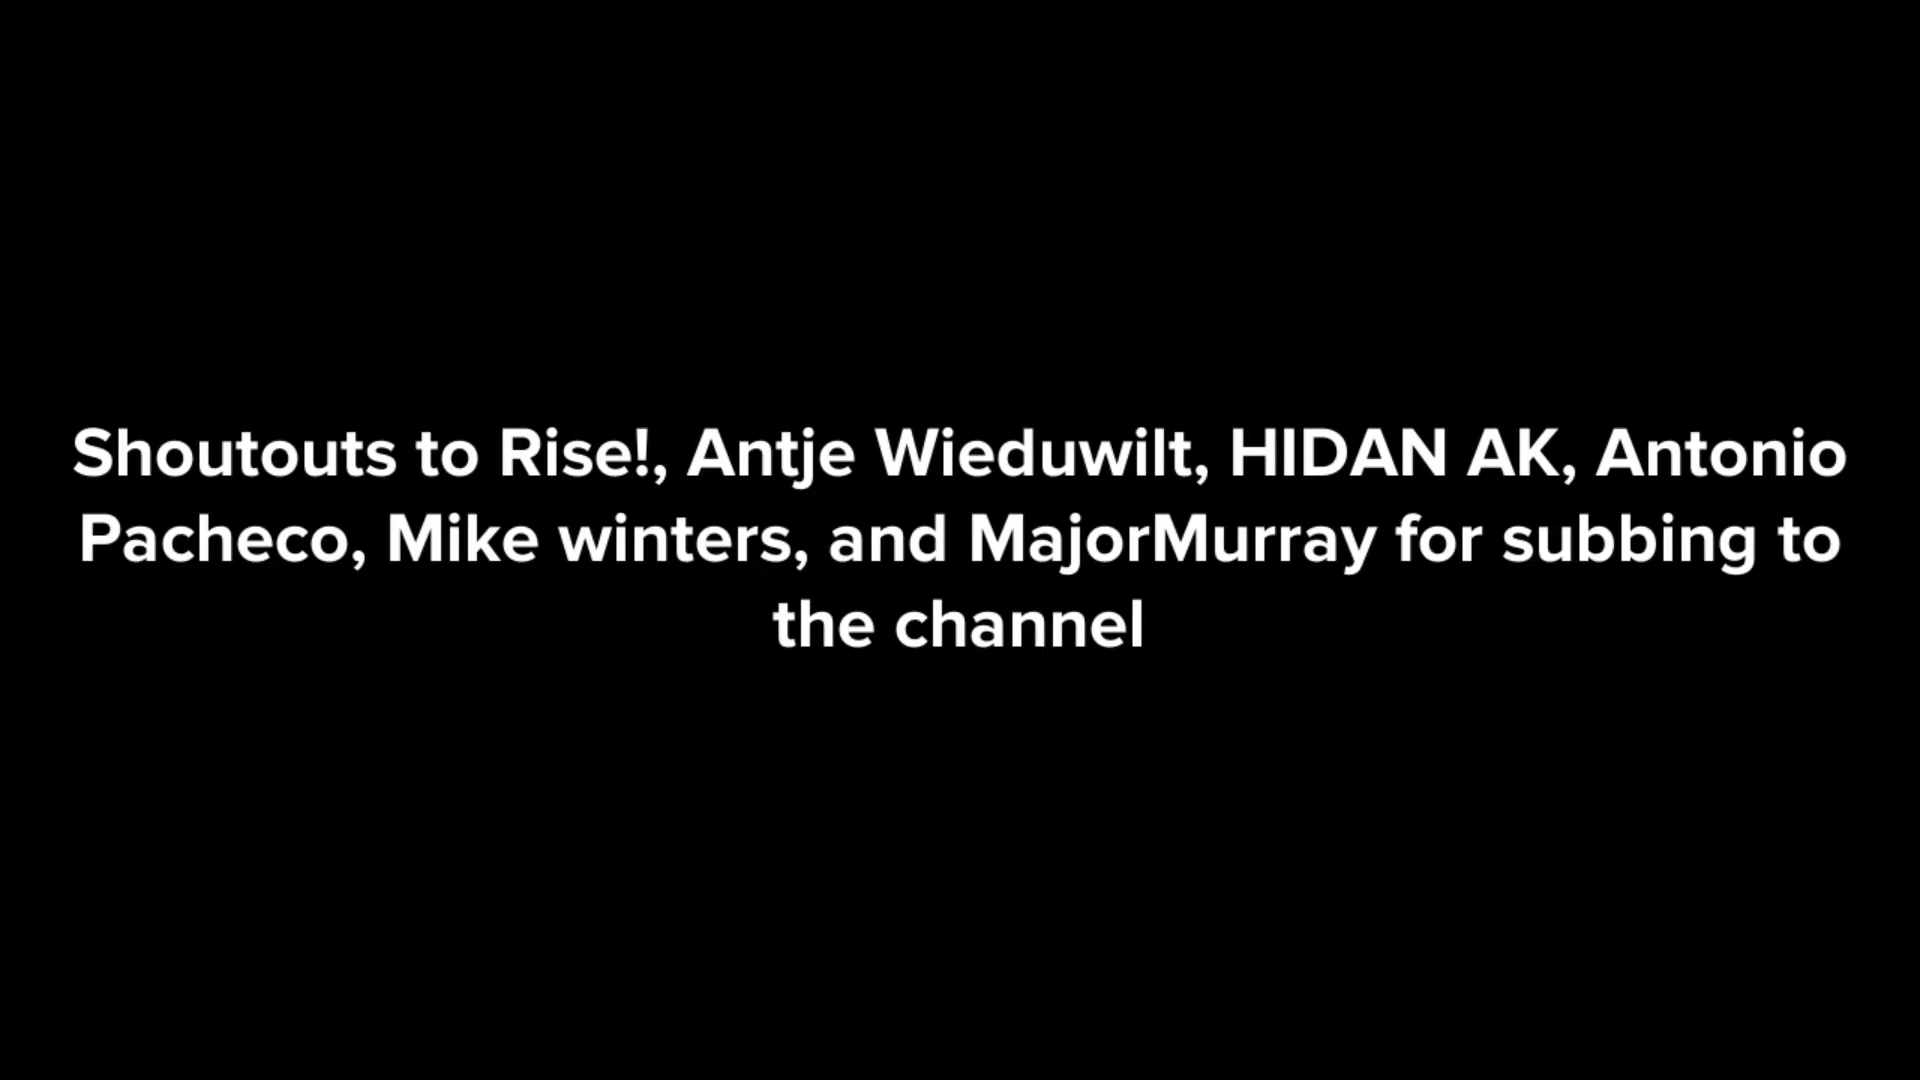 Shoutouts to Rise!, Antje Wieduwilt, HIDAN AK, Antonio
Pacheco, Mike winters, and MajorMurray for subbing to
the channel